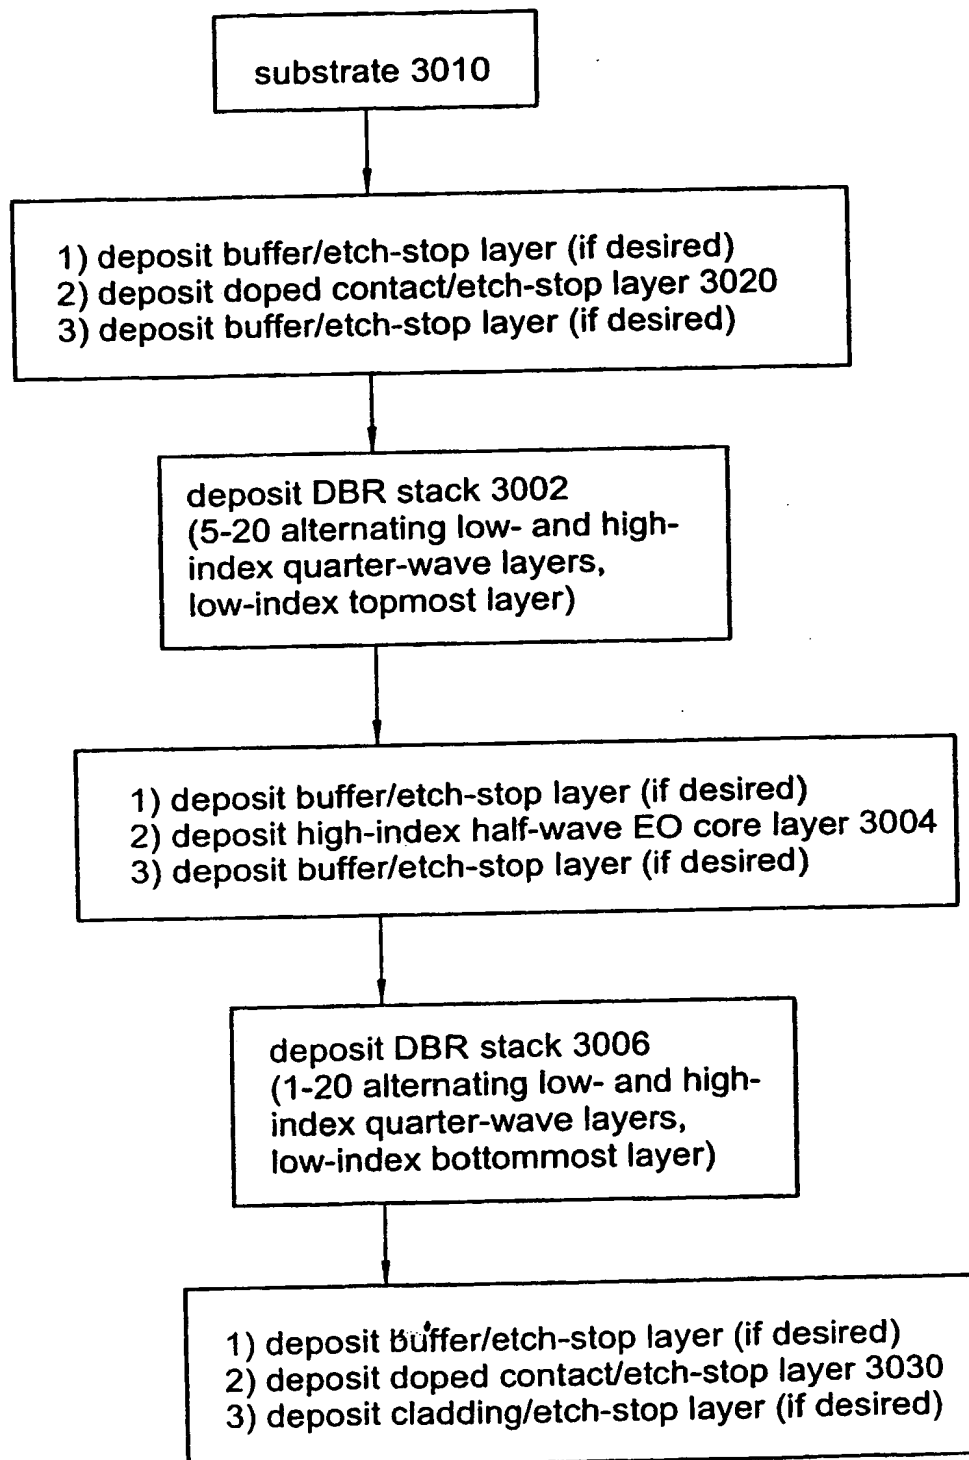 substrate 3010
1) deposit buffer/etch-stop layer (if desired)
2) deposit doped contact/etch-stop layer 3020
3) deposit buffer/etch-stop layer (if desired)
deposit DBR stack 3002
(5-20 alternating low- and high-
index quarter-wave layers,
low-index topmost layer)
1) deposit buffer/etch-stop layer (if desired)
2) deposit high-index half-wave EO core layer 3004
3) deposit buffer/etch-stop layer (if desired)
deposit DBR stack 3006
(1-20 alternating low- and high-
index quarter-wave layers,
low-index bottommost layer)
1) deposit buffer/etch-stop layer (if desired)
2) deposit doped contact/etch-stop layer 3030
3) deposit cladding/etch-stop layer (if desired)